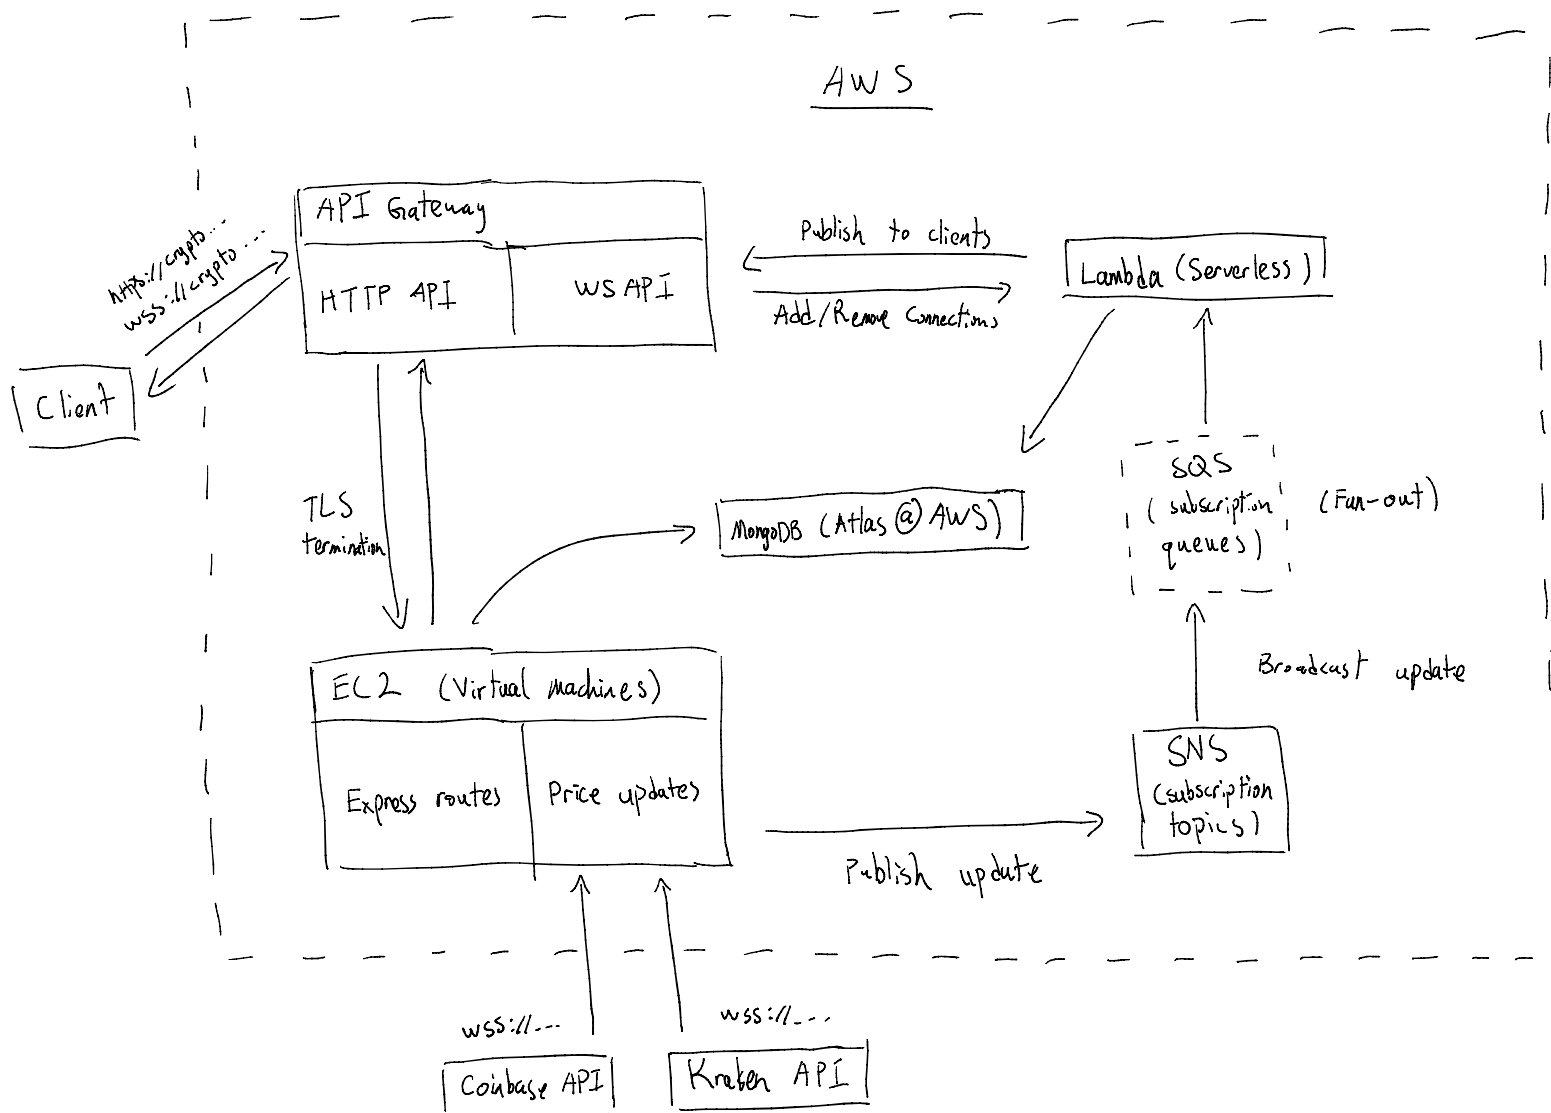 AWS
API Gateway
HTTP API
WS API
https://crypto...
wss://crypto ...
Client
Publish to clients
Add/Remove Connections
Lambda (Serverless)
TLS
termination
MongoDB (Atlas @ AWS)
SQS
(subscription
queues)
(Fan-out)
Broadcast update
EC2 (Virtual machines)
Express routes
Price updates
SNS
(subscription
topics)
Publish update
wss://...
wss://...
Coinbase API
Kraken API